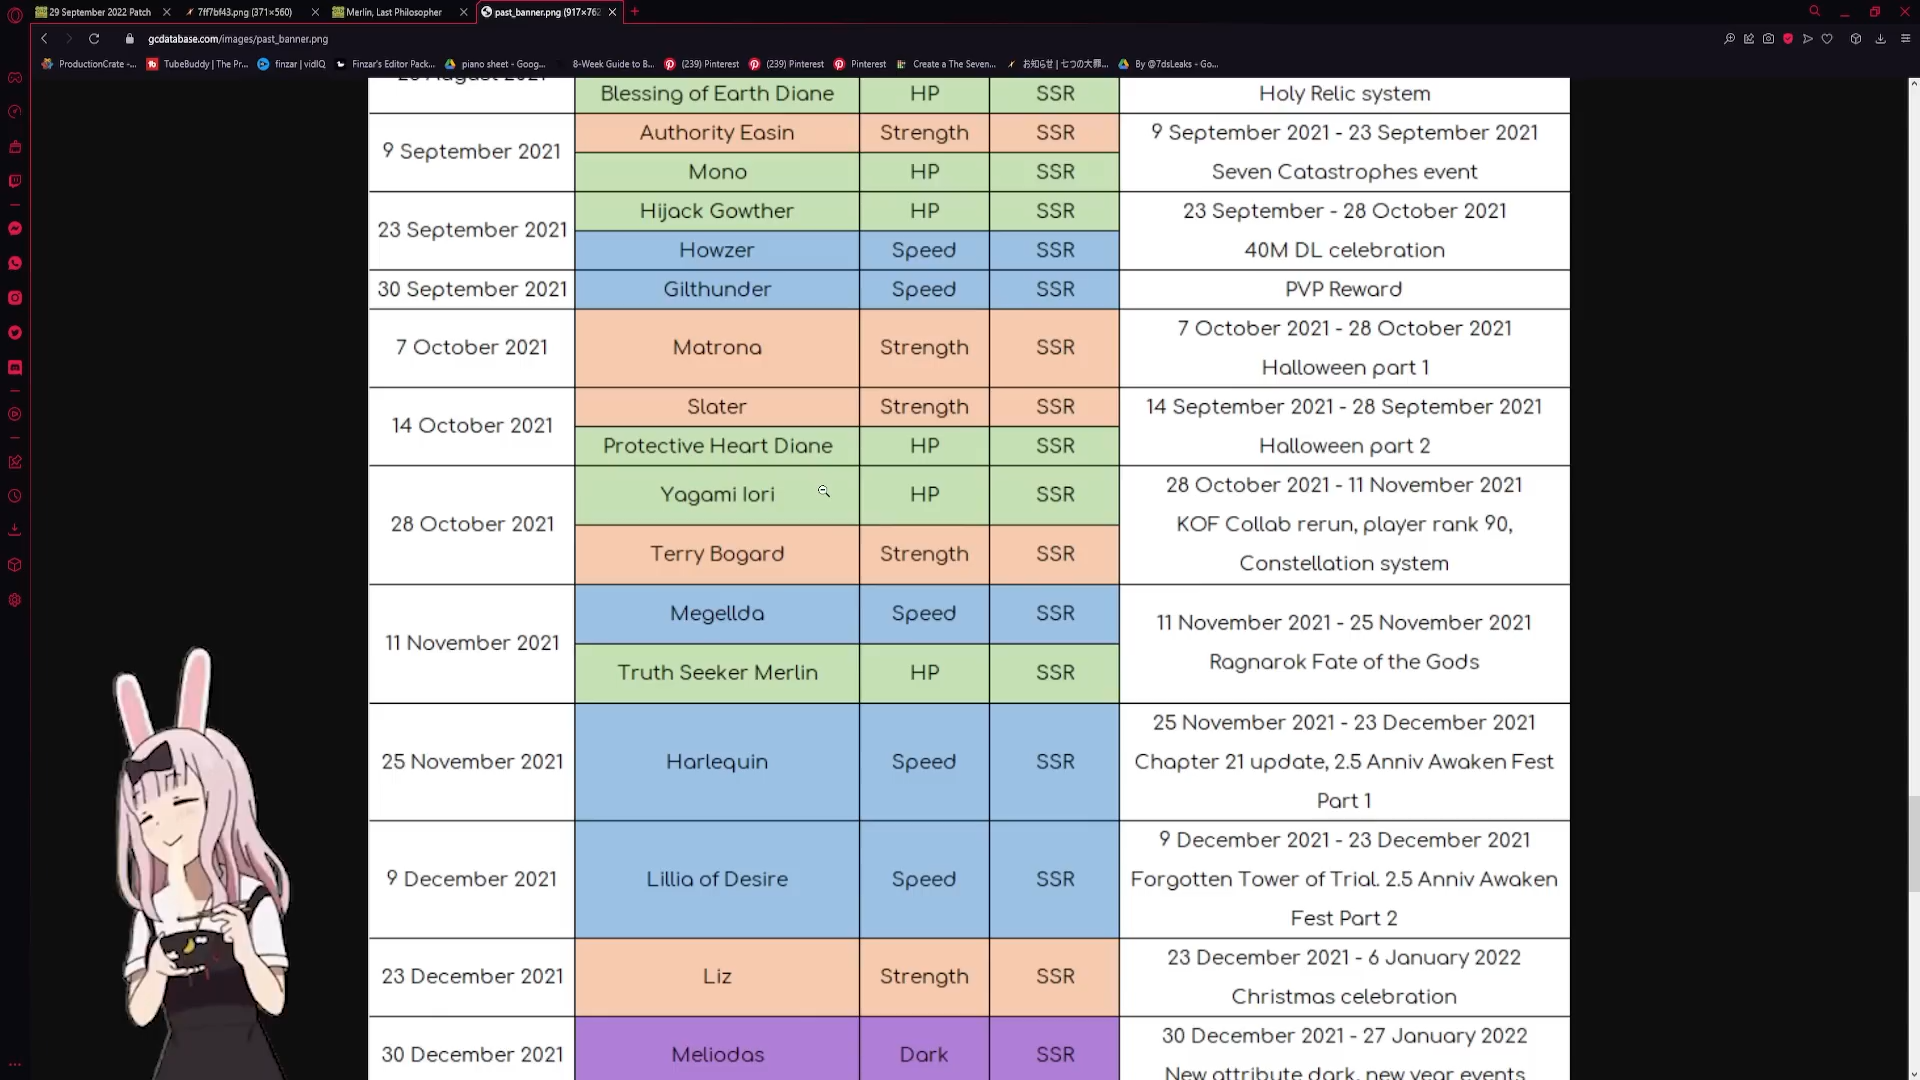 29 September 2022 Patch
7ff7bf43.png (371×560)
Merlin, Last Philosopher
past_banner.png (917×762
gcdatabase.com/images/past_banner.png
ProductionCrate -...
TubeBuddy | The Pr...
finzar | vidIQ
Finzar's Editor Pack...
piano sheet - Goog...
8-Week Guide to B...
(239) Pinterest
(239) Pinterest
Pinterest
Create a The Seven...
お知らせ | 七つの大罪...
By @7dsLeaks - Go...
August 2021
Blessing of Earth Diane HP SSR Holy Relic system
9 September 2021
Authority Easin Strength SSR
Mono HP SSR
9 September 2021 - 23 September 2021
Seven Catastrophes event
23 September 2021
Hijack Gowther HP SSR
Howzer Speed SSR
23 September - 28 October 2021
40M DL celebration
30 September 2021 Gilthunder Speed SSR PVP Reward
7 October 2021 Matrona Strength SSR
7 October 2021 - 28 October 2021
Halloween part 1
14 October 2021
Slater Strength SSR
Protective Heart Diane HP SSR
14 September 2021 - 28 September 2021
Halloween part 2
28 October 2021
Yagami Iori HP SSR
Terry Bogard Strength SSR
28 October 2021 - 11 November 2021
KOF Collab rerun, player rank 90,
Constellation system
11 November 2021
Megellda Speed SSR
Truth Seeker Merlin HP SSR
11 November 2021 - 25 November 2021
Ragnarok Fate of the Gods
25 November 2021 Harlequin Speed SSR
25 November 2021 - 23 December 2021
Chapter 21 update, 2.5 Anniv Awaken Fest
Part 1
9 December 2021 Lillia of Desire Speed SSR
9 December 2021 - 23 December 2021
Forgotten Tower of Trial. 2.5 Anniv Awaken
Fest Part 2
23 December 2021 Liz Strength SSR
23 December 2021 - 6 January 2022
Christmas celebration
30 December 2021 Meliodas Dark SSR
30 December 2021 - 27 January 2022
New attribute dark, new year events